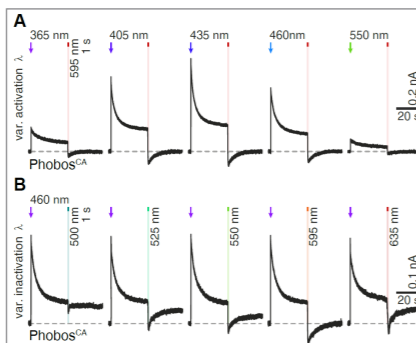 A
365 nm
405 nm
435 nm
460nm
550 nm
var. activation λ
595 nm
1 s
0.2 nA
20 s
Phobos^CA
B
460 nm
var. inactivation λ
500 nm
1 s
525 nm
550 nm
595 nm
635 nm
0.1 nA
20 s
Phobos^CA